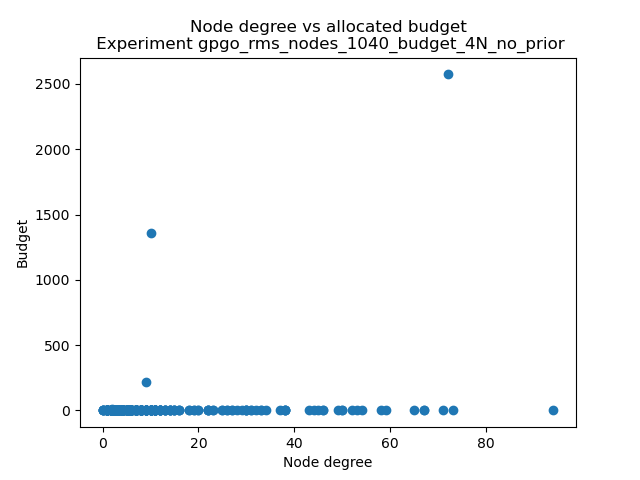 Node degree vs allocated budget
Experiment gpgo_rms_nodes_1040_budget_4N_no_prior
2500
2000
1500
1000
500
0
Budget
0 20 40 60 80
Node degree